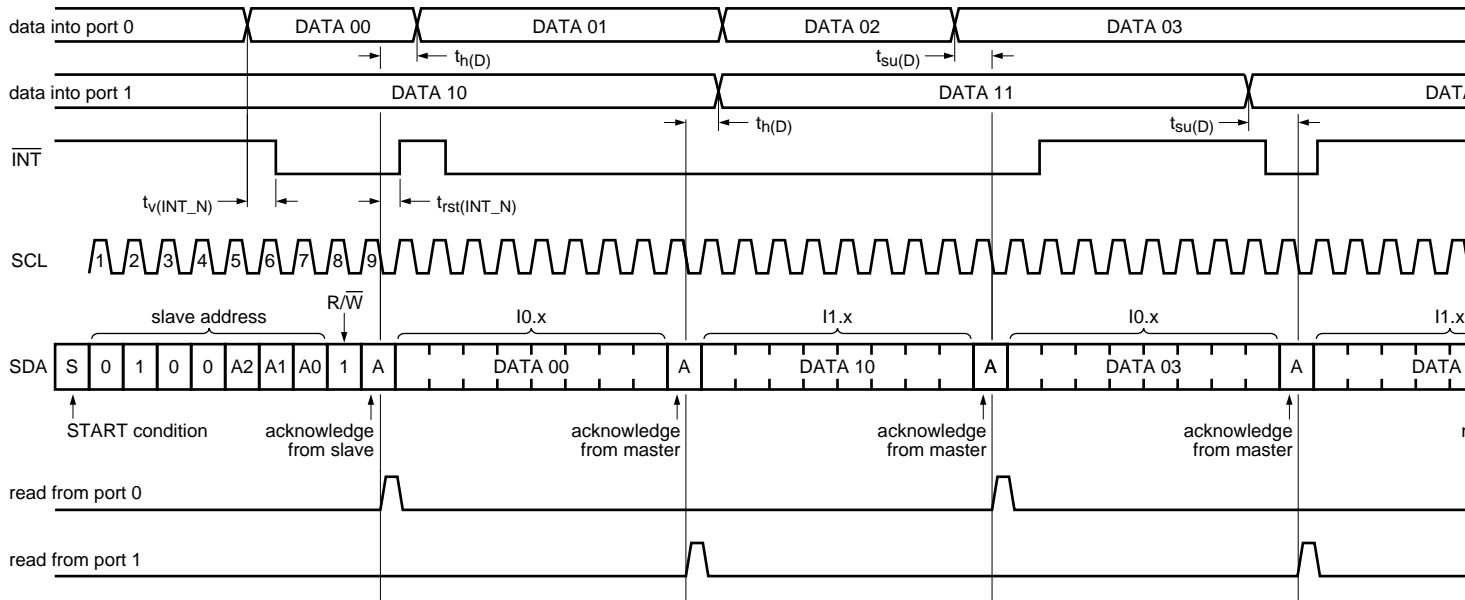 data into port 0 DATA 00 DATA 01 DATA 02 DATA 03
th(D) tsu(D)
data into port 1 DATA 10 DATA 11 DATA
th(D) tsu(D)
INT
tv(INT_N) trst(INT_N)
SCL 1 2 3 4 5 6 7 8 9
R/W
slave address I0.x I1.x I0.x I1.x
SDA S 0 1 0 0 A2 A1 A0 1 A DATA 00 A DATA 10 A DATA 03 A DATA
START condition acknowledge from slave acknowledge from master acknowledge from master acknowledge from master
read from port 0
read from port 1